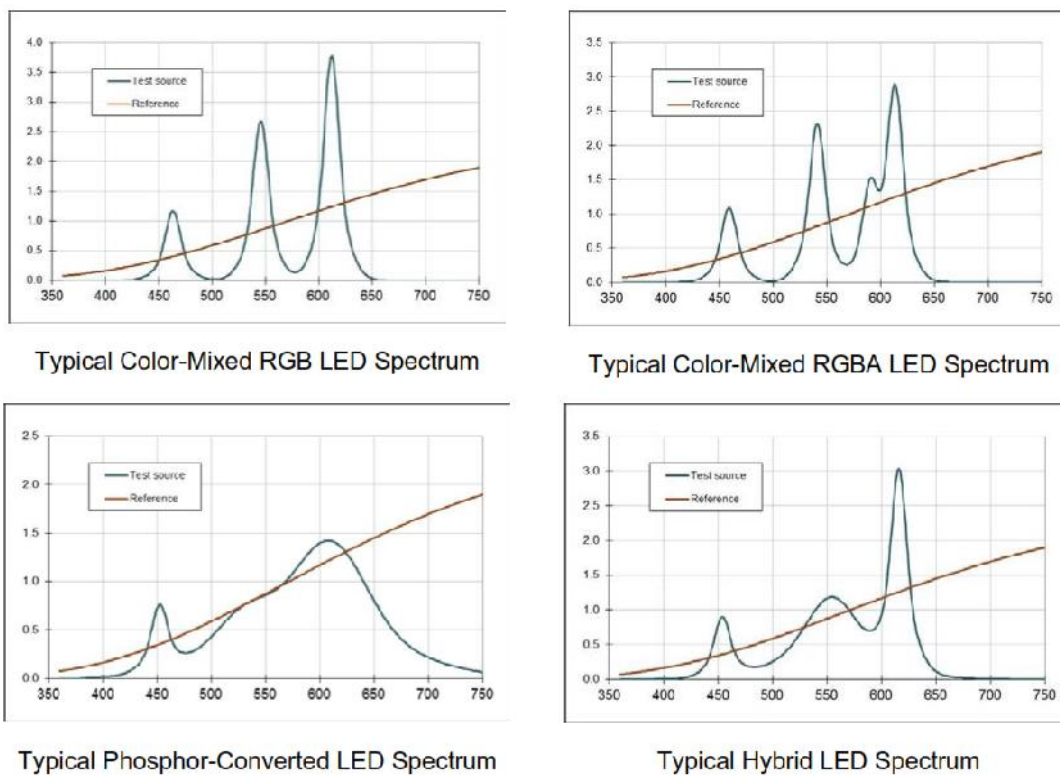 4.0
3.5
3.0
2.5
2.0
1.5
1.0
0.5
0.0
Test source
Reference
350 400 450 500 550 600 650 700 750
Typical Color-Mixed RGB LED Spectrum
3.5
3.0
2.5
2.0
1.5
1.0
0.5
0.0
Test source
Reference
350 400 450 500 550 600 650 700 750
Typical Color-Mixed RGBA LED Spectrum
2.5
2.0
1.5
1.0
0.5
0.0
Test source
Reference
350 400 450 500 550 600 650 700 750
Typical Phosphor-Converted LED Spectrum
3.5
3.0
2.5
2.0
1.5
1.0
0.5
0.0
Test source
Reference
350 400 450 500 550 600 650 700 750
Typical Hybrid LED Spectrum